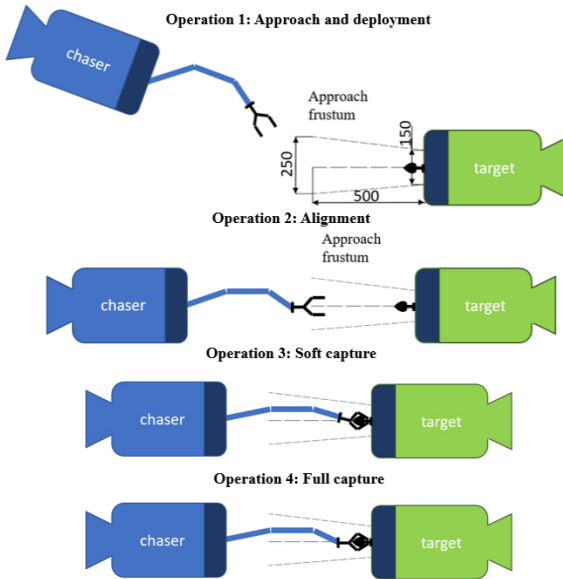 Operation 1: Approach and deployment
chaser
Approach
frustum
150
250
500
target
Operation 2: Alignment
Approach
frustum
chaser
target
Operation 3: Soft capture
chaser
target
Operation 4: Full capture
chaser
target